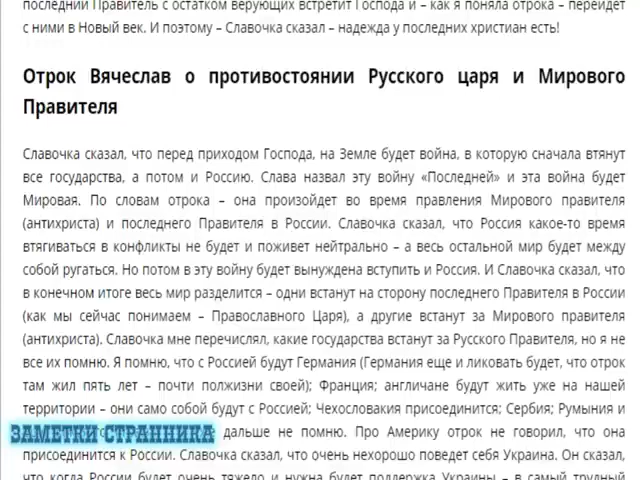 последний Правитель с остатком верующих встретит Господа и – как я поняла отрока – перейдет
с ними в Новый век. И поэтому – Славочка сказал – надежда у последних христиан есть!
Отрок Вячеслав о противостоянии Русского царя и Мирового
Правителя
Славочка сказал, что перед приходом Господа, на Земле будет война, в которую сначала втянут
все государства, а потом и Россию. Слава назвал эту войну «Последней» и эта война будет
Мировая. По словам отрока – она произойдет во время правления Мирового правителя
(антихриста) и последнего Правителя в России. Славочка сказал, что Россия какое-то время
втягиваться в конфликты не будет и поживет нейтрально – а весь остальной мир будет между
собой ругаться. Но потом в эту войну будет вынуждена вступить и Россия. И Славочка сказал, что
в конечном итоге весь мир разделится – одни встанут на сторону последнего Правителя в России
(как мы сейчас понимаем – Православного Царя), а другие встанут за Мирового правителя
(антихриста). Славочка мне перечислял, какие государства встанут за Русского Правителя, но я не
все их помню. Я помню, что с Россией будут Германия (Германия еще и ликовать будет, что отрок
там жил пять лет – почти полжизни своей); Франция; англичане будут жить уже на нашей
территории – они само собой будут с Россией; Чехословакия присоединится; Сербия; Румыния и
ЗАМЕТКИ СТРАННИКА дальше не помню. Про Америку отрок не говорил, что она
присоединится к России. Славочка сказал, что очень нехорошо поведет себя Украина. Он сказал,
что когда России будет очень тяжело и нужна будет поддержка Украины – в самый трудный